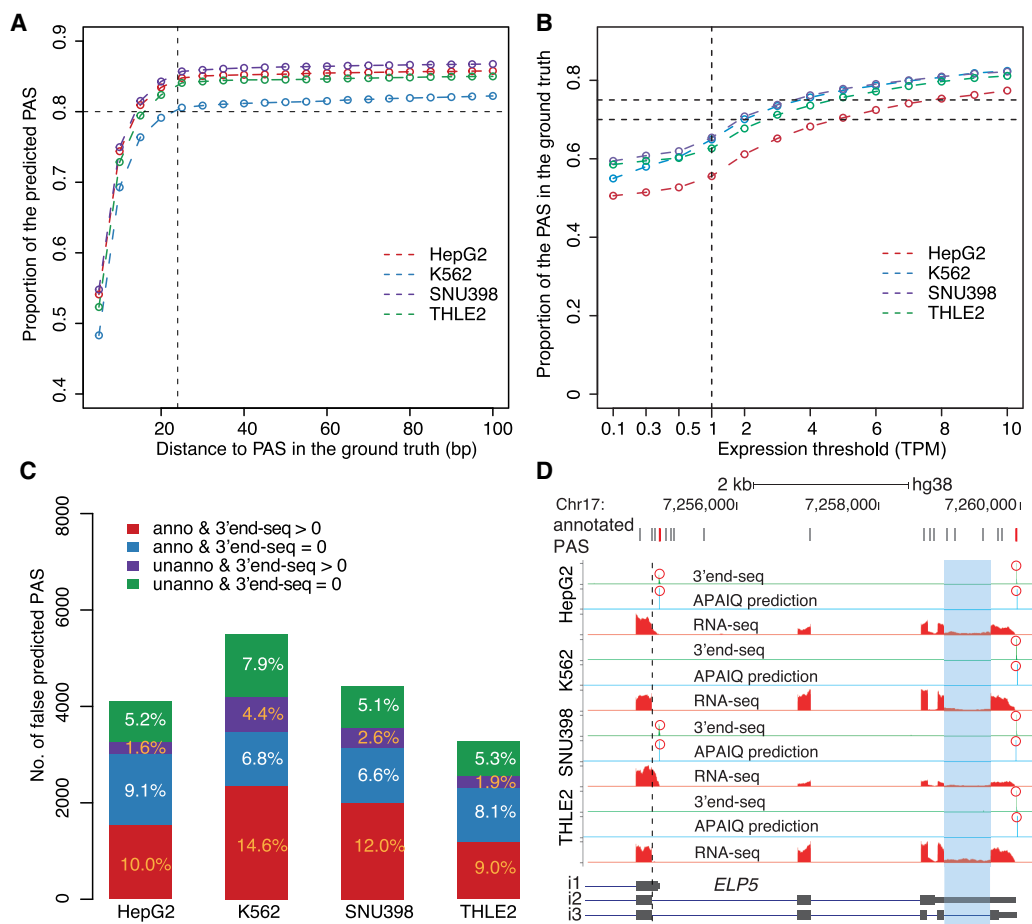 A
Proportion of the predicted PAS
0.9
0.8
0.7
0.6
0.5
0.4
HepG2
K562
SNU398
THLE2
20 40 60 80 100
Distance to PAS in the ground truth (bp)
B
Proportion of the PAS in the ground truth
0.8
0.6
0.4
0.2
0
HepG2
K562
SNU398
THLE2
0.1 0.3 0.5 1 2 4 6 8 10
Expression threshold (TPM)
C
No. of false predicted PAS
8000
6000
4000
2000
0
anno & 3'end-seq > 0
anno & 3'end-seq = 0
unanno & 3'end-seq > 0
unanno & 3'end-seq = 0
5.2%
1.6%
9.1%
10.0%
7.9%
4.4%
6.8%
14.6%
5.1%
2.6%
6.6%
12.0%
5.3%
1.9%
8.1%
9.0%
HepG2 K562 SNU398 THLE2
D
2 kb hg38
Chr17: 7,256,000 7,258,000 7,260,000
annotated
PAS
HepG2
3'end-seq
APAIQ prediction
RNA-seq
K562
3'end-seq
APAIQ prediction
RNA-seq
SNU398
3'end-seq
APAIQ prediction
RNA-seq
THLE2
3'end-seq
APAIQ prediction
RNA-seq
i1 ELP5
i2
i3